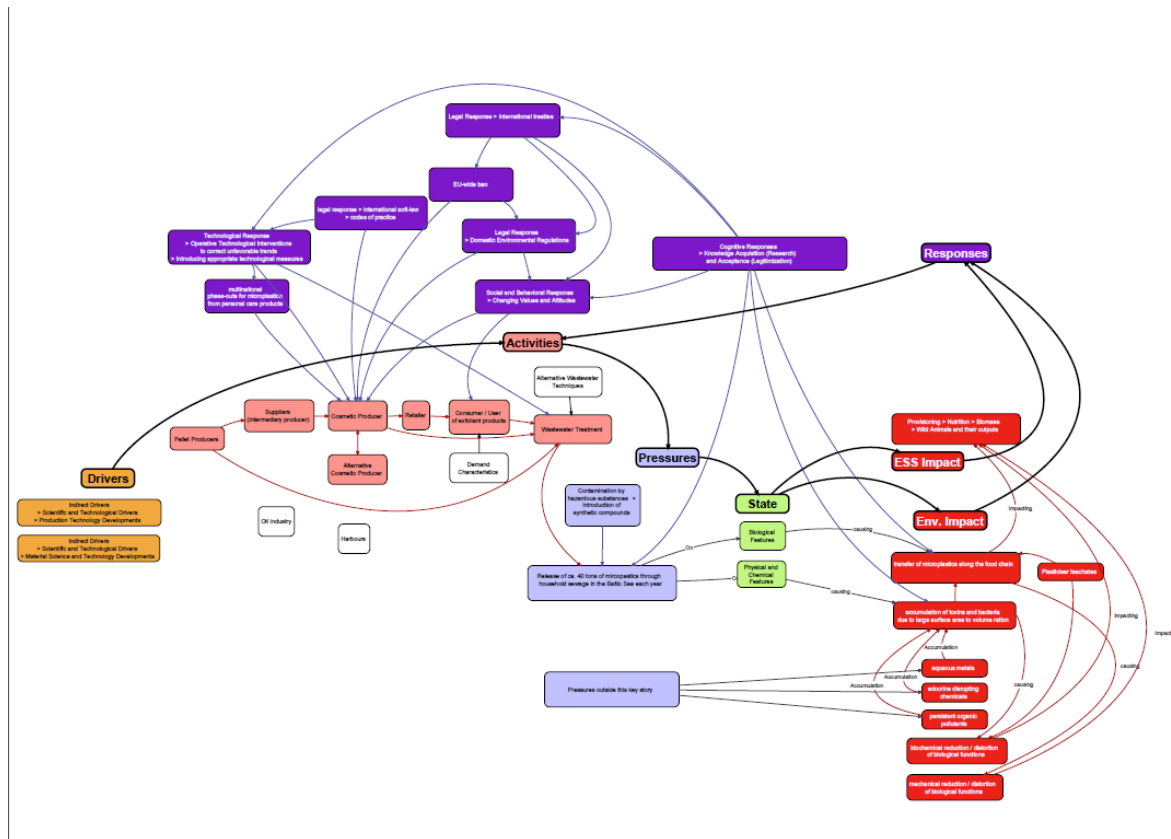 Legal Response > International treaties
EU-wide ban
legal response > International soft-law
> codes of practice
Technological Response
> Operative Technological Interventions
to correct unfavorable trends
> Introducing appropriate technological measures
Legal Response
> Domestic Environmental Regulations
Cognitive Responses
> Knowledge Acquisition (Research)
and Acceptance (Legitimization)
Responses
multinational
phase-outs for microplastics
from personal care products
Social and Behavioral Response
> Changing Values and Attitudes
Activities
Alternative Wastewater
Techniques
Suppliers
(intermediary producer)
Cosmetic Producer
Retailer
Consumer / User
of exfoliant products
Wastewater Treatment
Pellet Producers
Provisioning > Nutrition > Biomass
> Wild Animals and their outputs
Alternative
Cosmetic Producer
Demand
Characteristics
Pressures
ESS Impact
Drivers
State
Env. Impact
Indirect Drivers
> Scientific and Technological Drivers
> Production Technology Developments
Oil Industry
Harbours
Contamination by
hazardous substances >
Introduction of
synthetic compounds
Impacting
Biological
Features
causing
On
Indirect Drivers
> Scientific and Technological Drivers
> Material Science and Technology Developments
Release of ca. 40 tons of mircopastics through
household sewage in the Baltic Sea each year
Physical and
Chemical
Features
causing
transfer of microplastics along the food chain
Plasticiser leachates
accumulation of toxins and bacteria
due to large surface area to volume ration
Impacting
Impact
Accumulation
Accumulation
Accumulation
causing
causing
aqueous metals
edocrine disrupting
chemicals
persistent organic
pollutants
Pressures outside this key story
biochemical reduction / distortion
of biological functions
mechanical reduction / distortion
of biological functions